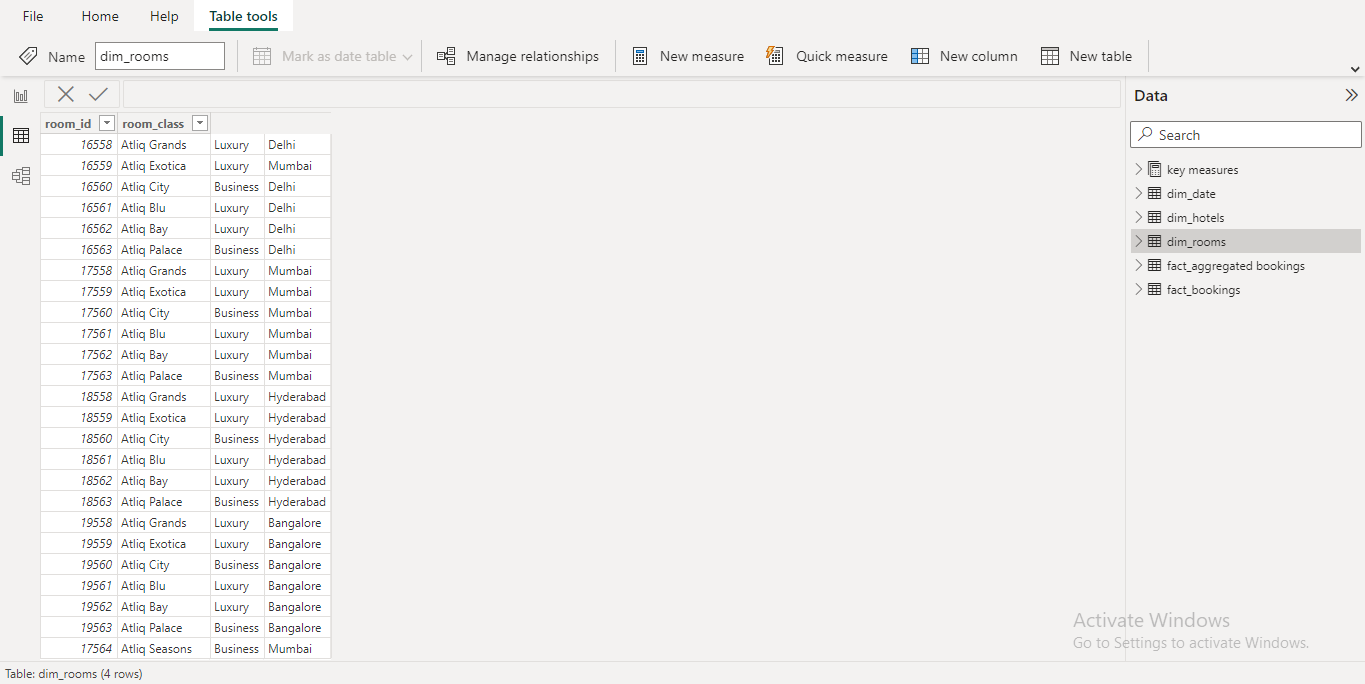 File Home Help Table tools
Name dim_rooms Mark as date table Manage relationships New measure Quick measure New column New table
Data
Search
key measures
dim_date
dim_hotels
dim_rooms
fact_aggregated bookings
fact_bookings
room_id room_class
16558 Atliq Grands Luxury Delhi
16559 Atliq Exotica Luxury Mumbai
16560 Atliq City Business Delhi
16561 Atliq Blu Luxury Delhi
16562 Atliq Bay Luxury Delhi
16563 Atliq Palace Business Delhi
17558 Atliq Grands Luxury Mumbai
17559 Atliq Exotica Luxury Mumbai
17560 Atliq City Business Mumbai
17561 Atliq Blu Luxury Mumbai
17562 Atliq Bay Luxury Mumbai
17563 Atliq Palace Business Mumbai
18558 Atliq Grands Luxury Hyderabad
18559 Atliq Exotica Luxury Hyderabad
18560 Atliq City Business Hyderabad
18561 Atliq Blu Luxury Hyderabad
18562 Atliq Bay Luxury Hyderabad
18563 Atliq Palace Business Hyderabad
19558 Atliq Grands Luxury Bangalore
19559 Atliq Exotica Luxury Bangalore
19560 Atliq City Business Bangalore
19561 Atliq Blu Luxury Bangalore
19562 Atliq Bay Luxury Bangalore
19563 Atliq Palace Business Bangalore
17564 Atliq Seasons Business Mumbai
Activate Windows
Go to Settings to activate Windows.
Table: dim_rooms (4 rows)